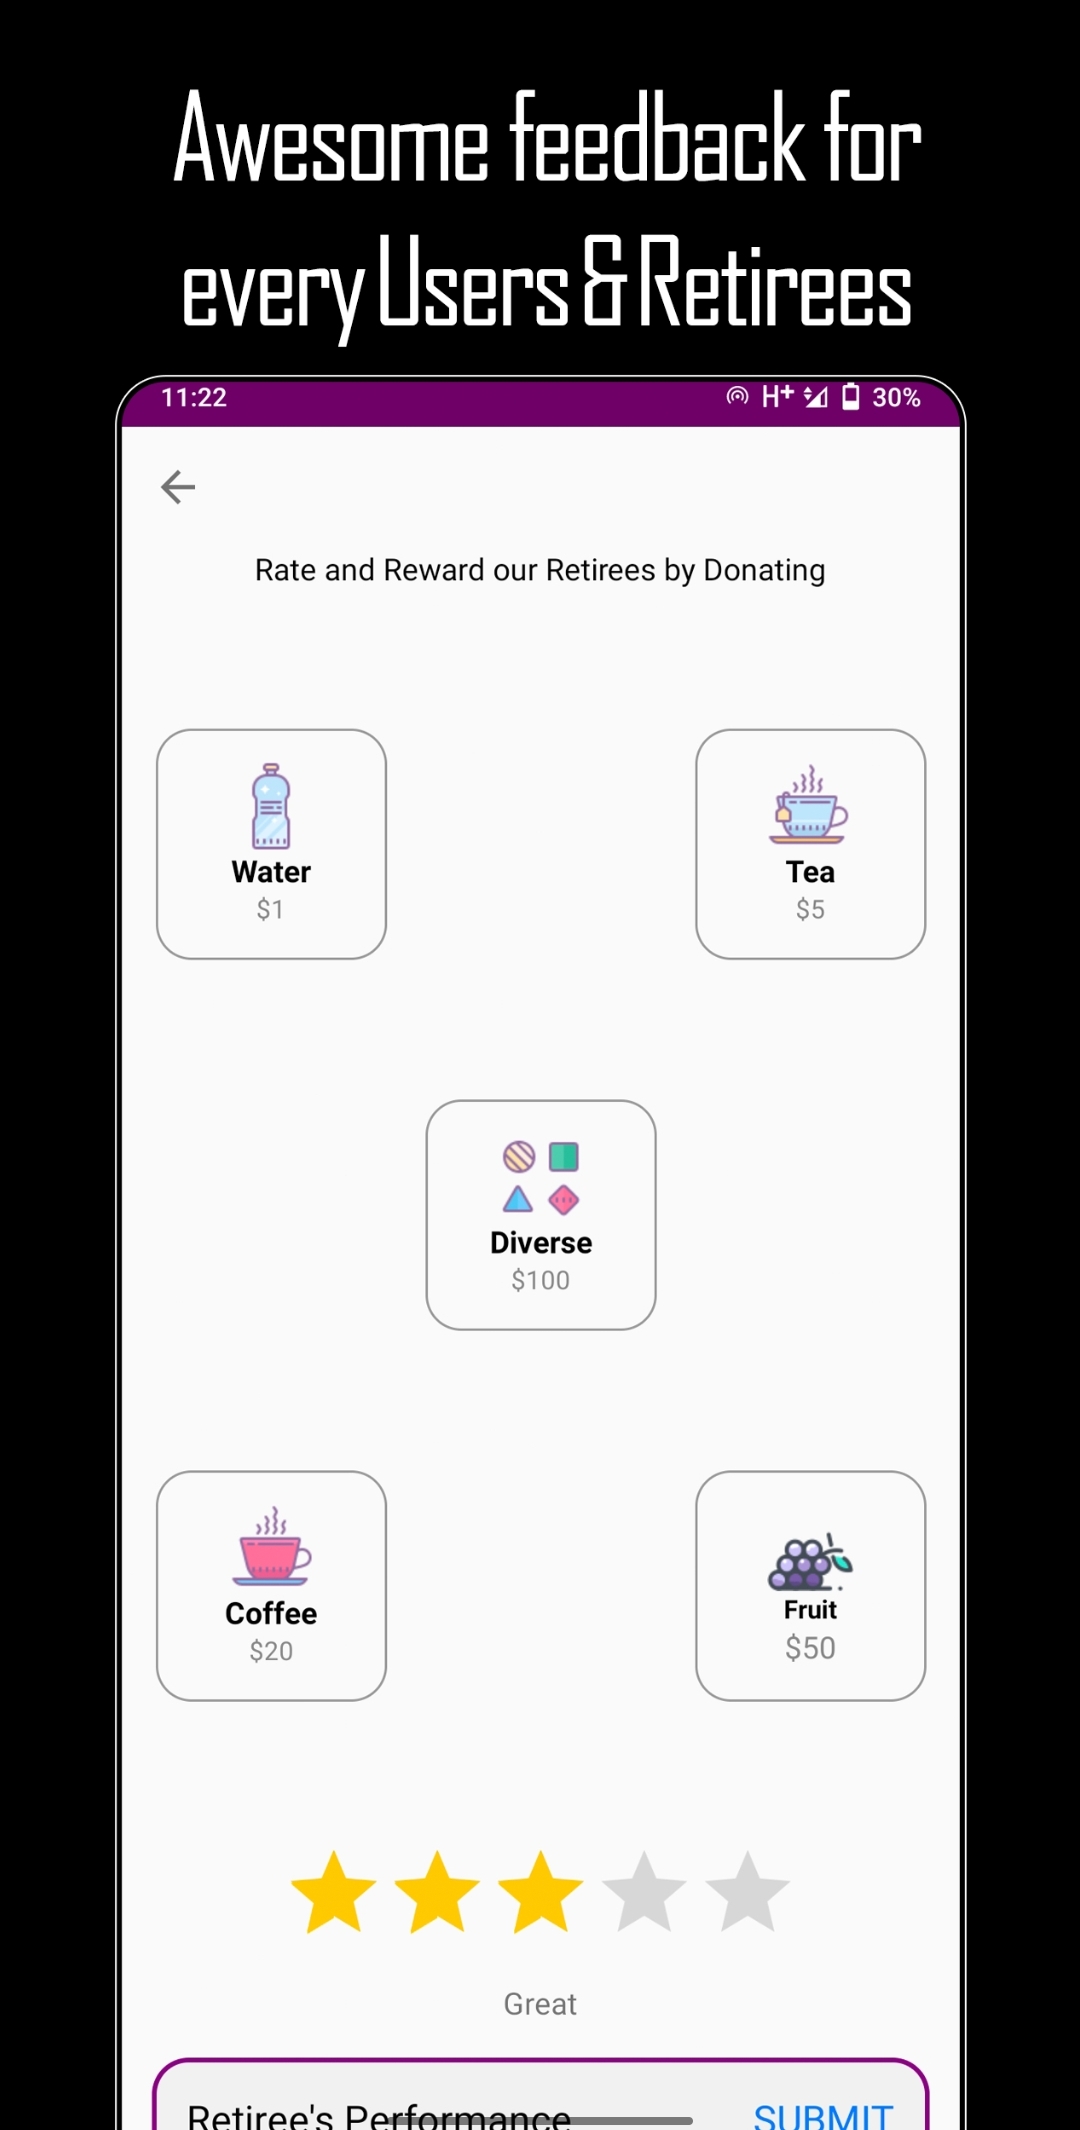 Awesome feedback for
every Users & Retirees
11:22 H+ 30%
Rate and Reward our Retirees by Donating
Water
$1
Tea
$5
Diverse
$100
Coffee
$20
Fruit
$50
Great
Retiree's Performance SUBMIT